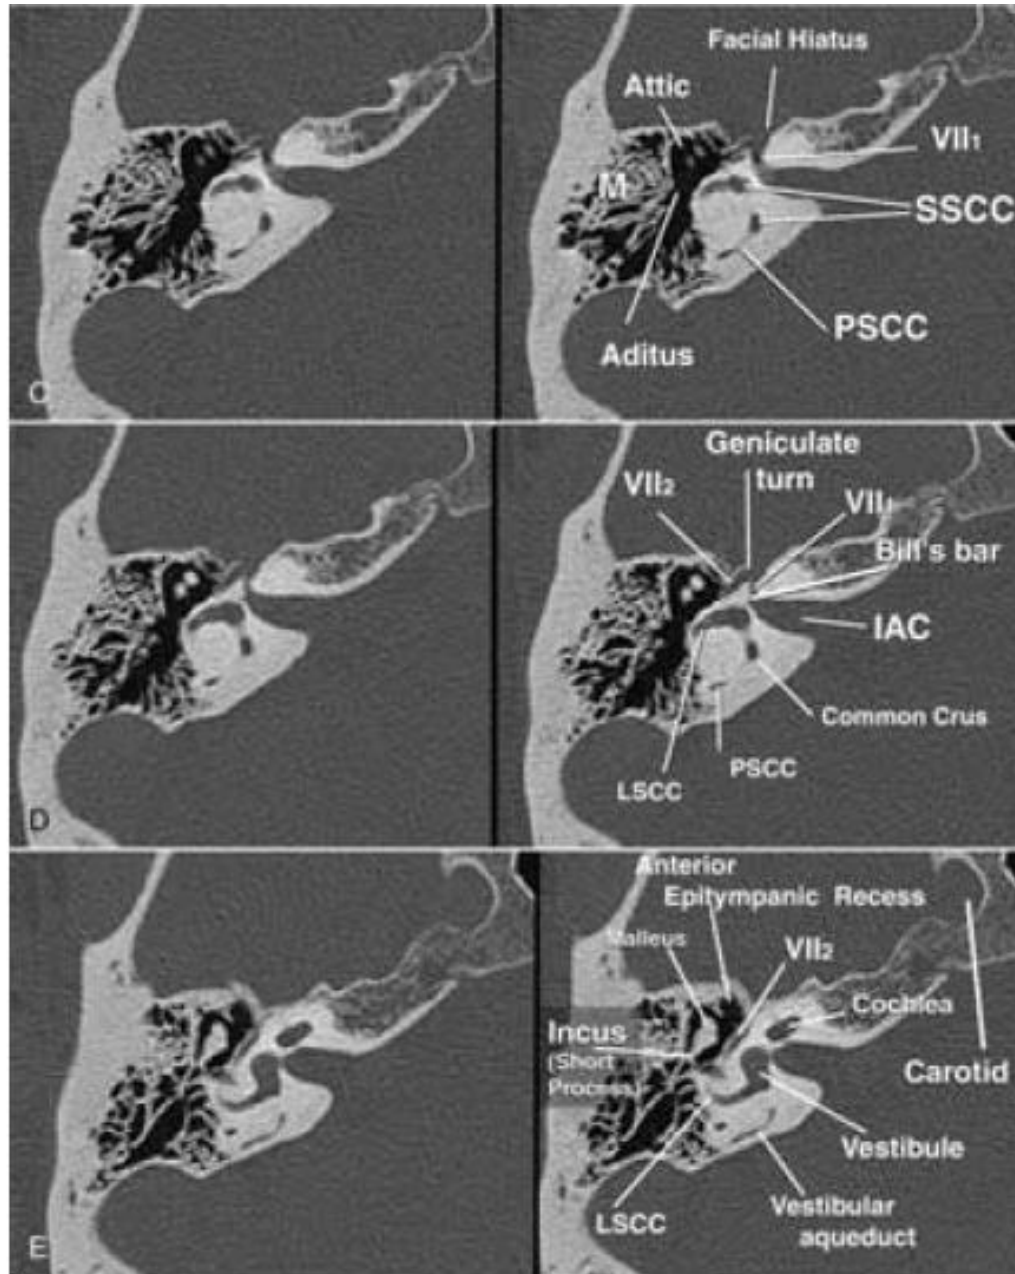 Facial Hiatus
Attic
VII1
M
SSCC
PSCC
Aditus
C
Geniculate
turn
VII2
VII1
Bill's bar
IAC
Common Crus
PSCC
LSCC
D
Anterior
Epitympanic Recess
Malleus
VII2
Cochlea
Incus
(Short
Process)
Carotid
Vestibule
LSCC
Vestibular
aqueduct
E